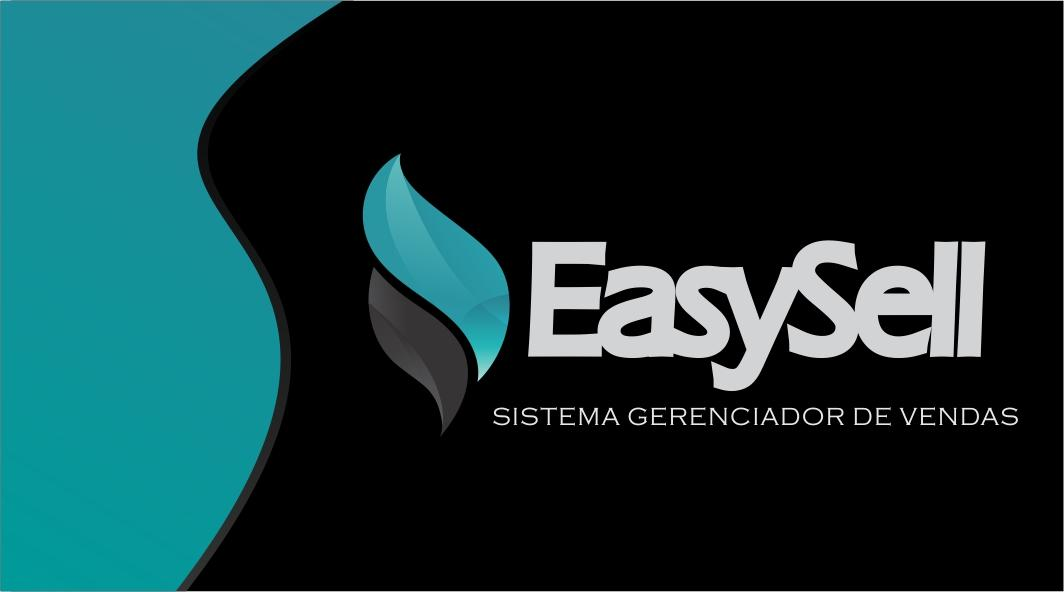 EasySell
SISTEMA GERENCIADOR DE VENDAS